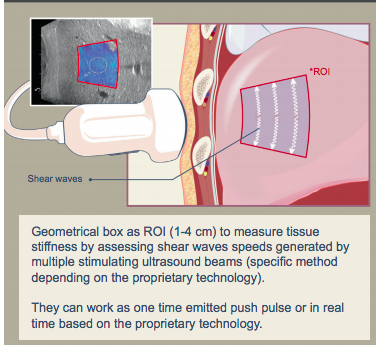 *ROI
Shear waves
Geometrical box as ROI (1-4 cm) to measure tissue
stiffness by assessing shear waves speeds generated by
multiple stimulating ultrasound beams (specific method
depending on the proprietary technology).
They can work as one time emitted push pulse or in real
time based on the proprietary technology.